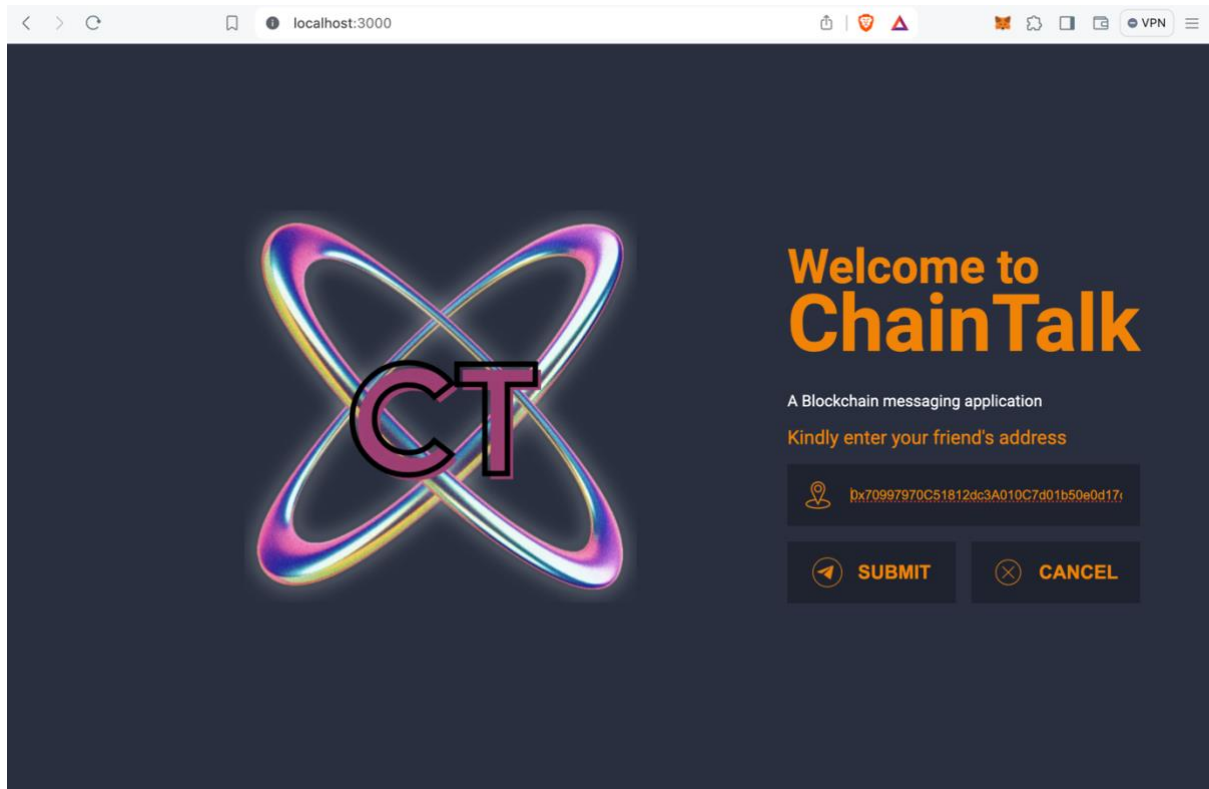 localhost:3000
VPN
CT
Welcome to
ChainTalk
A Blockchain messaging application
Kindly enter your friend's address
0x70997970C51812dc3A010C7d01b50e0d17
SUBMIT
CANCEL